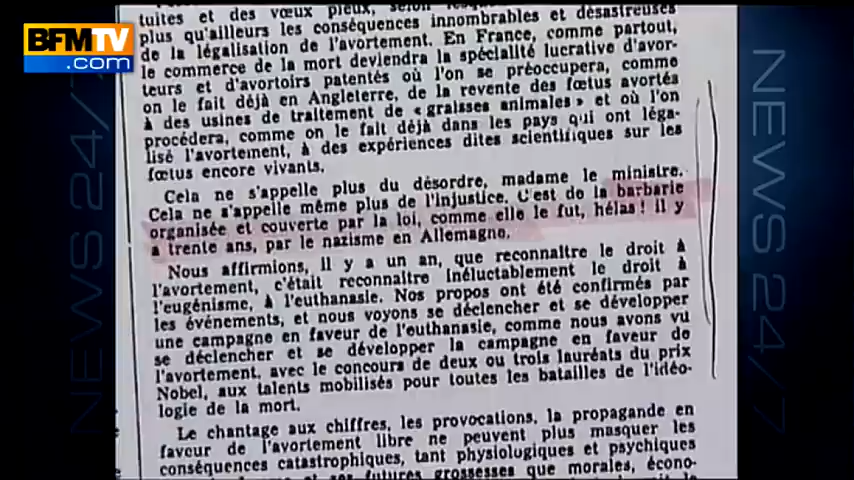 BFMTV
.com
NEWS 24/7
NEWS 24/7
tuites et des vœux pieux, selon
plus qu'ailleurs les conséquences innombrables et désastreuses
de la légalisation de l'avortement. En France, comme partout,
le commerce de la mort deviendra la spécialité lucrative d'avor-
teurs et d'avortoirs patentés où l'on se préoccupera, comme
on le fait déjà en Angleterre, de la revente des fœtus avortés
à des usines de traitement de « graisses animales » et où l'on
procédera, comme on le fait déjà dans les pays qui ont léga-
lisé l'avortement, à des expériences dites scientifiques sur les
fœtus encore vivants.
Cela ne s'appelle plus du désordre, madame le ministre.
Cela ne s'appelle même plus de l'injustice. C'est de la barbarie
organisée et couverte par la loi, comme elle le fut, hélas ! il y
a trente ans, par le nazisme en Allemagne.
Nous affirmions, il y a un an, que reconnaître le droit à
l'avortement, c'était reconnaître inéluctablement le droit à
l'eugénisme, à l'euthanasie. Nos propos ont été confirmés par
les événements, et nous voyons se déclencher et se développer
une campagne en faveur de l'euthanasie, comme nous avons vu
se déclencher et se développer la campagne en faveur de
l'avortement, avec le concours de deux ou trois lauréats du prix
Nobel, aux talents mobilisés pour toutes les batailles de l'idéo-
logie de la mort.
Le chantage aux chiffres, les provocations, la propagande en
faveur de l'avortement libre ne peuvent plus masquer les
conséquences catastrophiques, tant physiologiques et psychiques
futures grossesses que morales, écono-